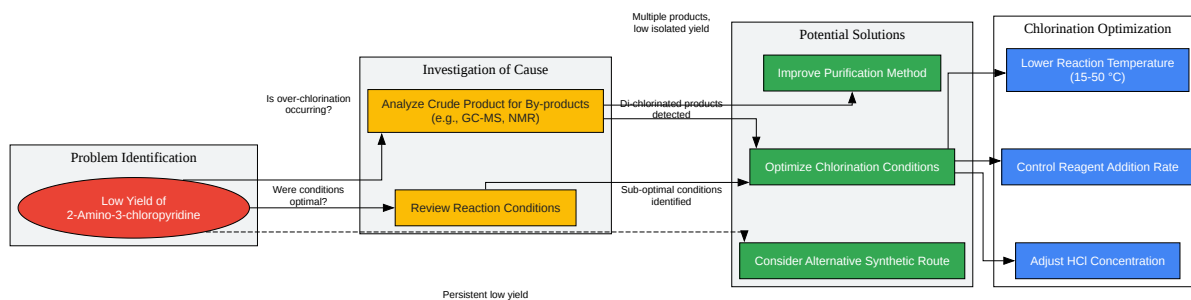 Problem Identification
Low Yield of
2-Amino-3-chloropyridine
Is over-chlorination
occurring?
Were conditions
optimal?
Investigation of Cause
Analyze Crude Product for By-products
(e.g., GC-MS, NMR)
Review Reaction Conditions
Multiple products,
low isolated yield
Di-chlorinated products
detected
Sub-optimal conditions
identified
Persistent low yield
Potential Solutions
Improve Purification Method
Optimize Chlorination Conditions
Consider Alternative Synthetic Route
Chlorination Optimization
Lower Reaction Temperature
(15-50 °C)
Control Reagent Addition Rate
Adjust HCl Concentration